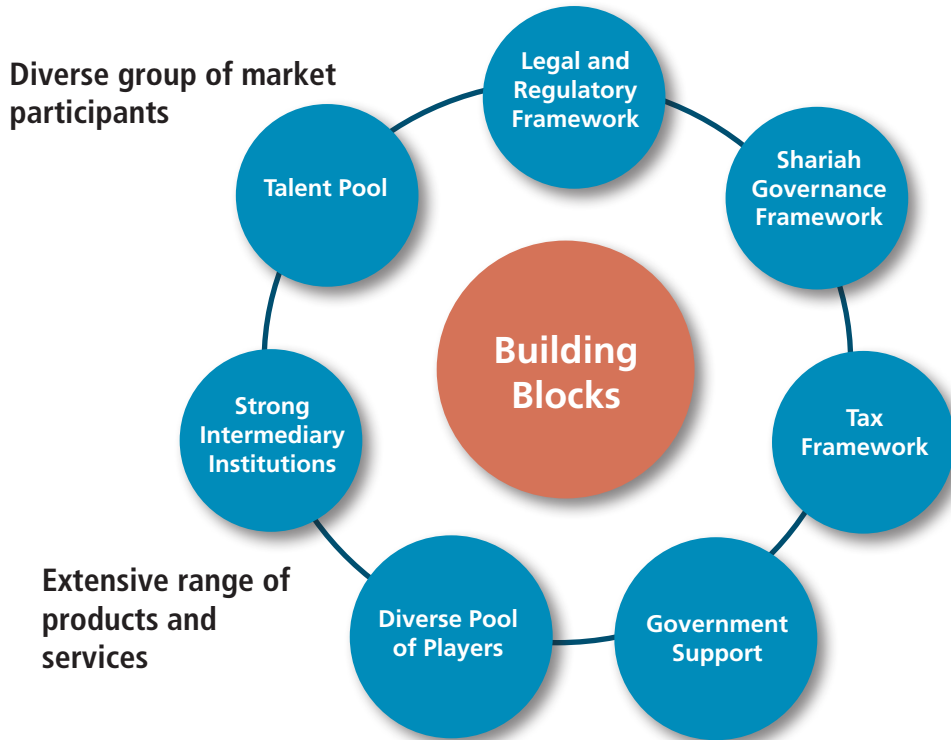 Diverse group of market
participants
Legal and
Regulatory
Framework
Shariah
Governance
Framework
Talent Pool
Building
Blocks
Strong
Intermediary
Institutions
Tax
Framework
Extensive range of
products and
services
Diverse Pool
of Players
Government
Support